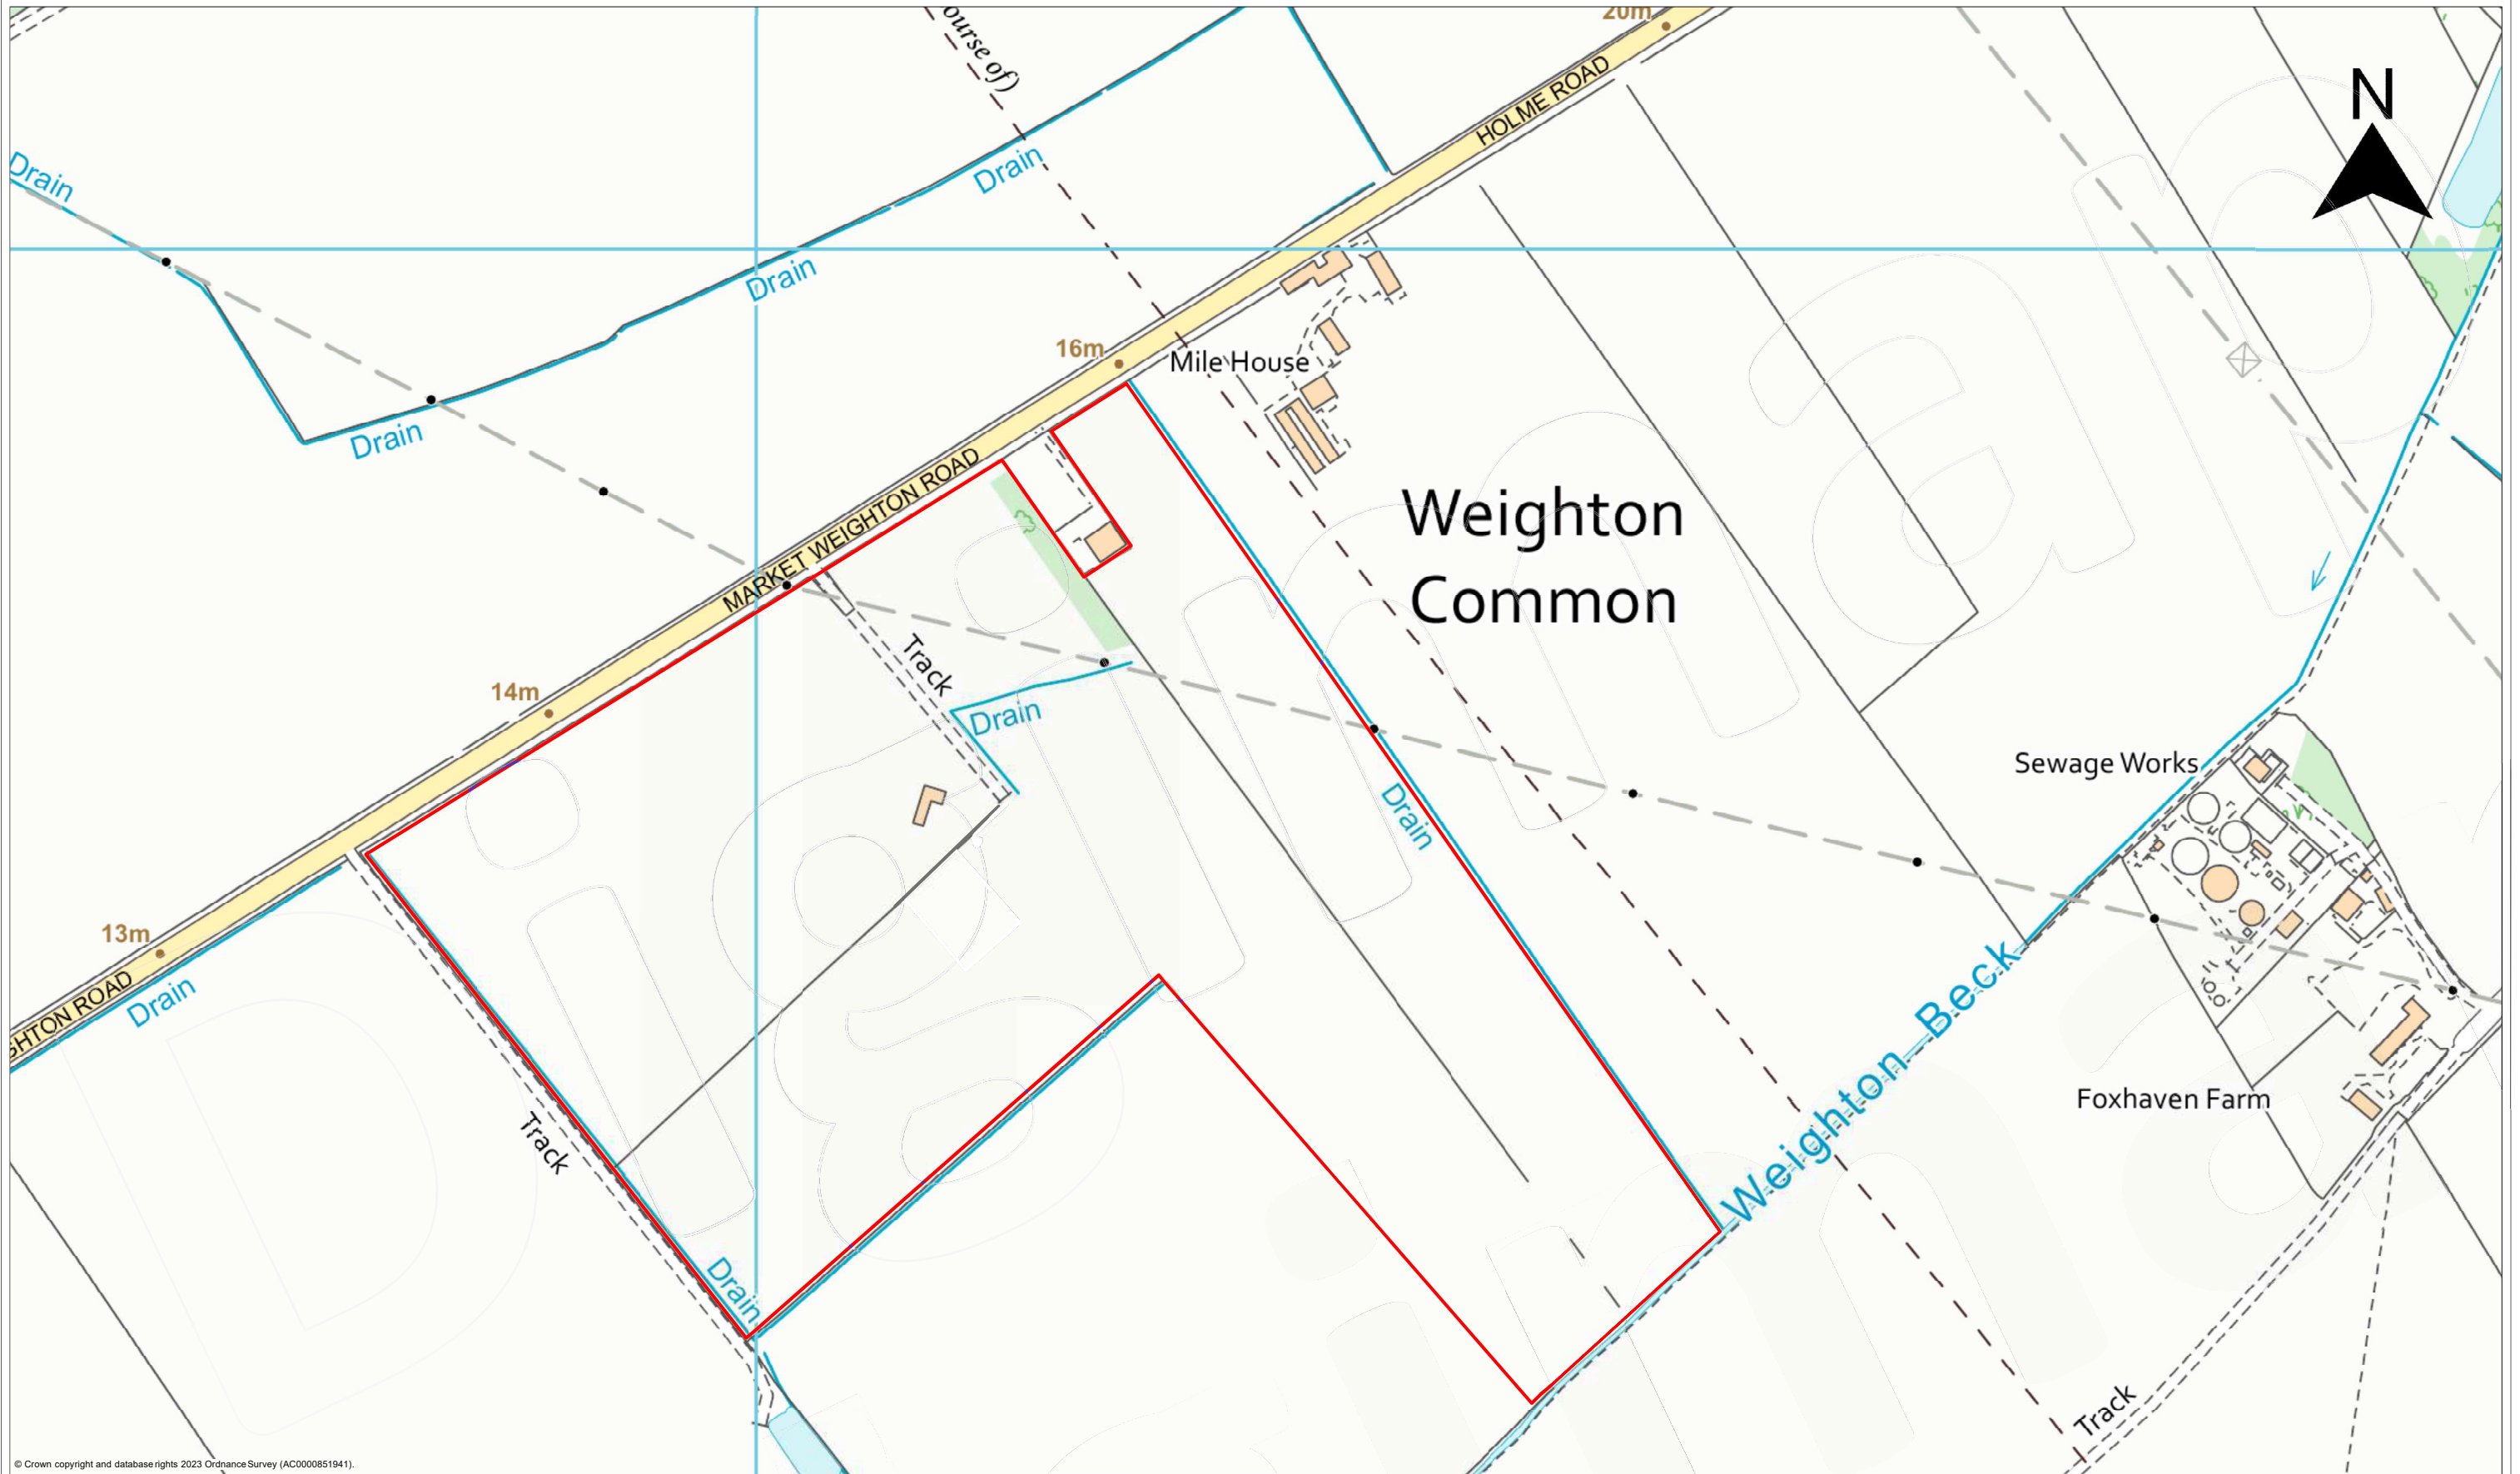 ourse of)
20m
HOLME ROAD
N
Drain
Drain
Drain
16m
Mile House
Drain
MARKET WEIGHTON ROAD
Weighton
Common
Track
14m
Drain
Sewage Works
Drain
13m
GHTON ROAD
Drain
Weighton Beck
Foxhaven Farm
Track
Drain
Track
© Crown copyright and database rights 2023 Ordnance Survey (AC0000851941).